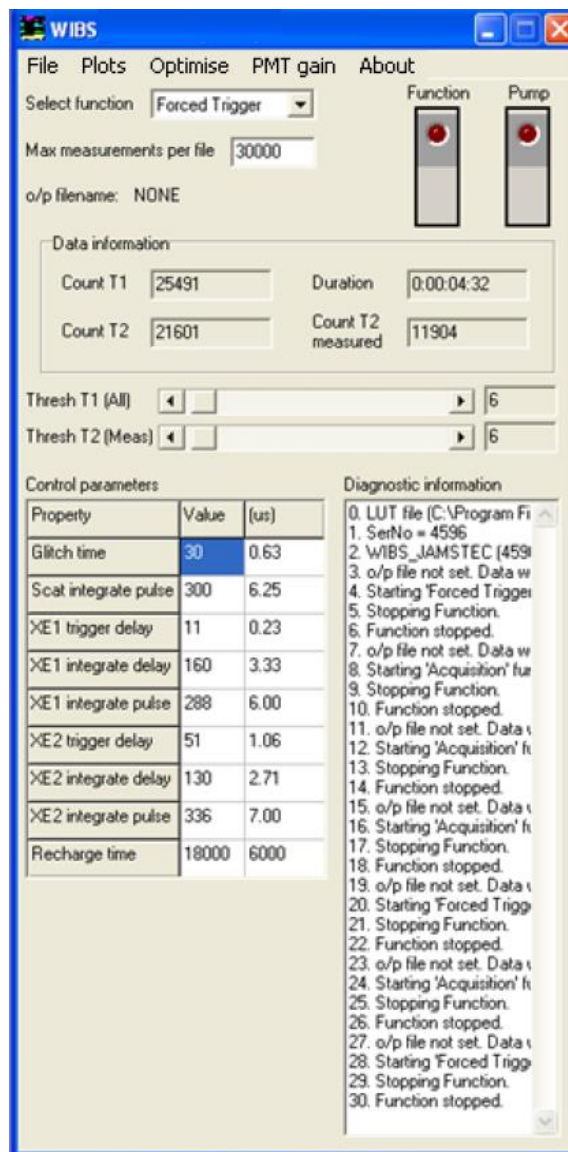 WIBS
File Plots Optimise PMT gain About
Select function Forced Trigger
Function Pump
Max measurements per file 30000
o/p filename: NONE
Data information
Count T1 25491 Duration 0:00:04:32
Count T2 21601 Count T2 measured 11904
Thresh T1 (All) 6
Thresh T2 (Meas) 6
Control parameters
Property Value (us)
Glitch time 30 0.63
Scat integrate pulse 300 6.25
XE1 trigger delay 11 0.23
XE1 integrate delay 160 3.33
XE1 integrate pulse 288 6.00
XE2 trigger delay 51 1.06
XE2 integrate delay 130 2.71
XE2 integrate pulse 336 7.00
Recharge time 18000 6000
Diagnostic information
0. LUT file (C:\Program Fi
1. SerNo = 4596
2. WIBS_JAMSTEC (459
3. o/p file not set. Data w
4. Starting 'Forced Trigger
5. Stopping Function.
6. Function stopped.
7. o/p file not set. Data w
8. Starting 'Acquisition' fur
9. Stopping Function.
10. Function stopped.
11. o/p file not set. Data
12. Starting 'Acquisition' fu
13. Stopping Function.
14. Function stopped.
15. o/p file not set. Data
16. Starting 'Acquisition' fu
17. Stopping Function.
18. Function stopped.
19. o/p file not set. Data
20. Starting 'Forced Trigg
21. Stopping Function.
22. Function stopped.
23. o/p file not set. Data
24. Starting 'Acquisition' fu
25. Stopping Function.
26. Function stopped.
27. o/p file not set. Data
28. Starting 'Forced Trigg
29. Stopping Function.
30. Function stopped.